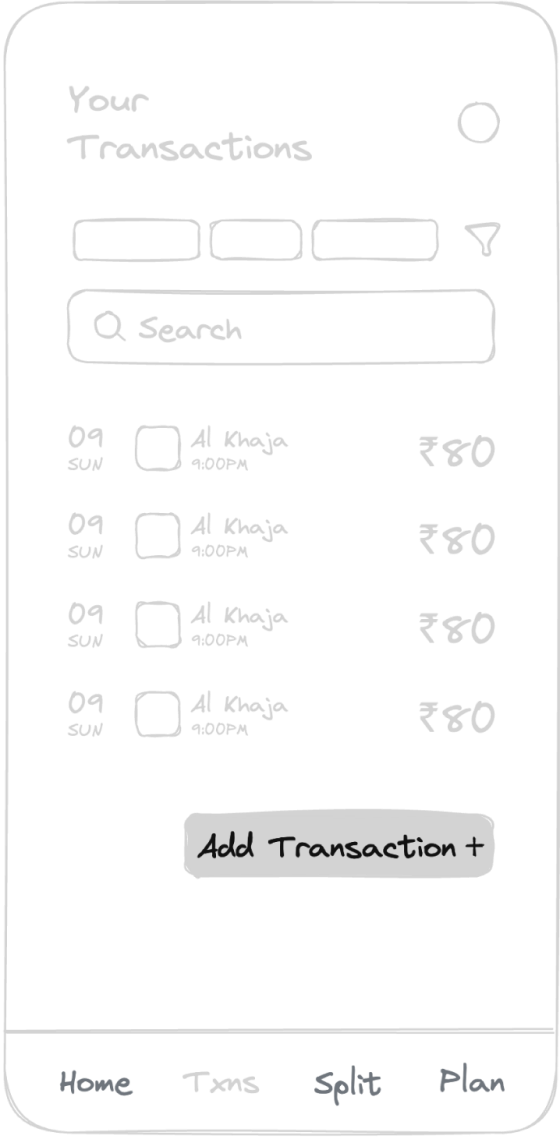 Your
Transactions
Search
09 Al Khaja ₹80
SUN 9:00PM
09 Al Khaja ₹80
SUN 9:00PM
09 Al Khaja ₹80
SUN 9:00PM
09 Al Khaja ₹80
SUN 9:00PM
Add Transaction +
Home Txns Split Plan